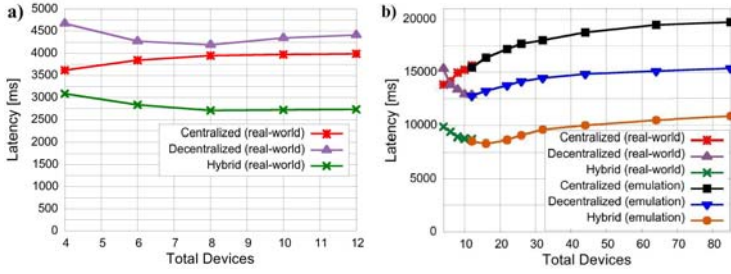 a)
Latency [ms]
5000
4500
4000
3500
3000
2500
2000
1500
1000
500
0
4 5 6 7 8 9 10 11 12
Total Devices
Centralized (real-world)
Decentralized (real-world)
Hybrid (real-world)
b)
Latency [ms]
20000
15000
10000
5000
0
10 20 30 40 50 60 70 80
Total Devices
Centralized (real-world)
Decentralized (real-world)
Hybrid (real-world)
Centralized (emulation)
Decentralized (emulation)
Hybrid (emulation)